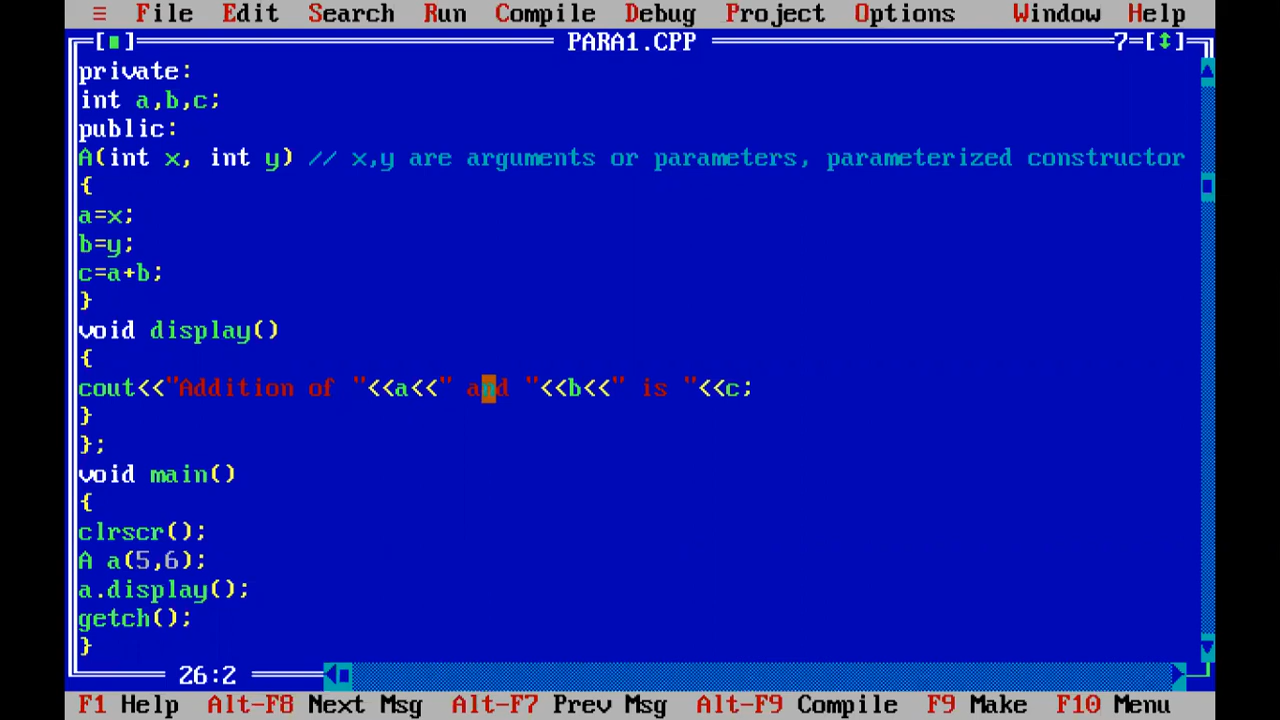 ≡ File Edit Search Run Compile Debug Project Options Window Help
[■] PARA1.CPP 7=[↕]
private:
int a,b,c;
public:
A(int x, int y) // x,y are arguments or parameters, parameterized constructor
{
a=x;
b=y;
c=a+b;
}
void display()
{
cout<<"Addition of "<<a<<" and "<<b<<" is "<<c;
}
};
void main()
{
clrscr();
A a(5,6);
a.display();
getch();
}
26:2
F1 Help Alt-F8 Next Msg Alt-F7 Prev Msg Alt-F9 Compile F9 Make F10 Menu